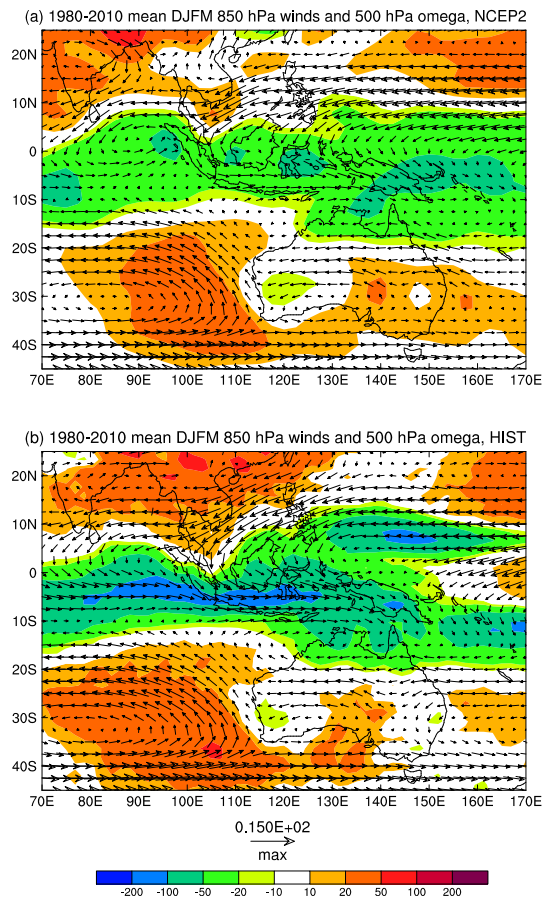 (a) 1980-2010 mean DJFM 850 hPa winds and 500 hPa omega, NCEP2
20N
10N
0
10S
20S
30S
40S
70E 80E 90E 100E 110E 120E 130E 140E 150E 160E 170E
(b) 1980-2010 mean DJFM 850 hPa winds and 500 hPa omega, HIST
20N
10N
0
10S
20S
30S
40S
70E 80E 90E 100E 110E 120E 130E 140E 150E 160E 170E
0.150E+02
max
-200 -100 -50 -20 -10 10 20 50 100 200